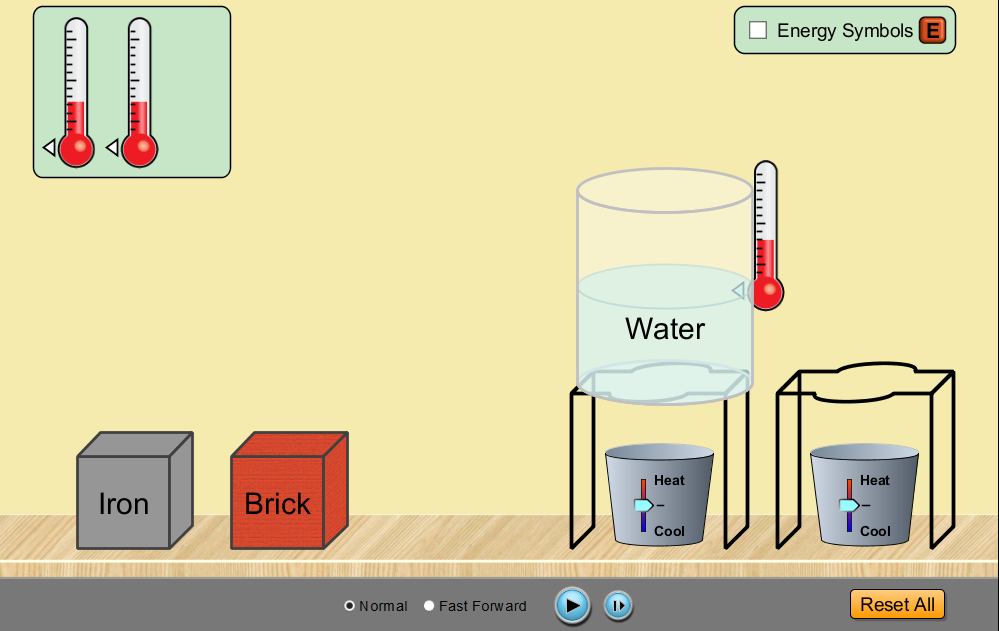 Energy Symbols E
Water
Iron
Brick
Heat
Cool
Heat
Cool
Normal
Fast Forward
Reset All